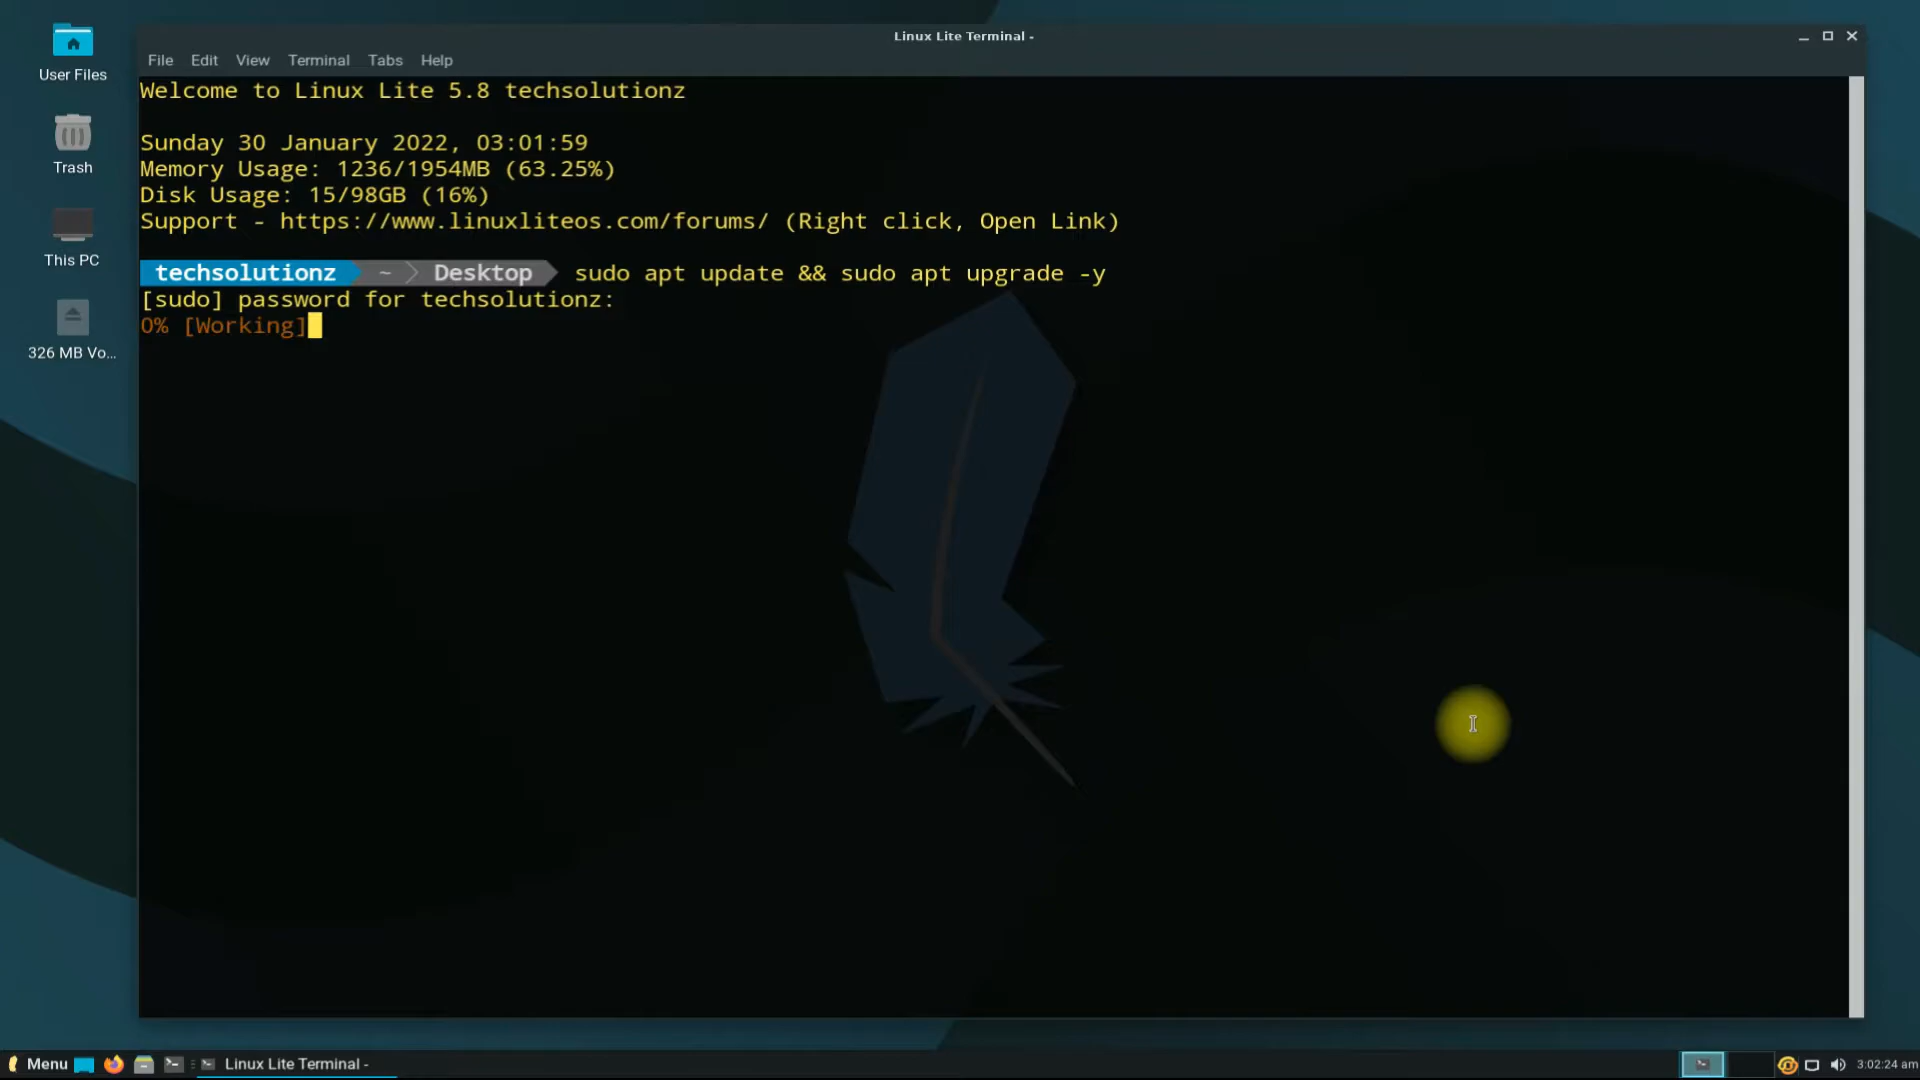 Linux Lite Terminal -
File Edit View Terminal Tabs Help
User Files
Trash
This PC
326 MB Vo...
Welcome to Linux Lite 5.8 techsolutionz
Sunday 30 January 2022, 03:01:59
Memory Usage: 1236/1954MB (63.25%)
Disk Usage: 15/98GB (16%)
Support - https://www.linuxliteos.com/forums/ (Right click, Open Link)
techsolutionz ~ Desktop sudo apt update && sudo apt upgrade -y
[sudo] password for techsolutionz:
0% [Working]
Menu Linux Lite Terminal - 3:02:24 am